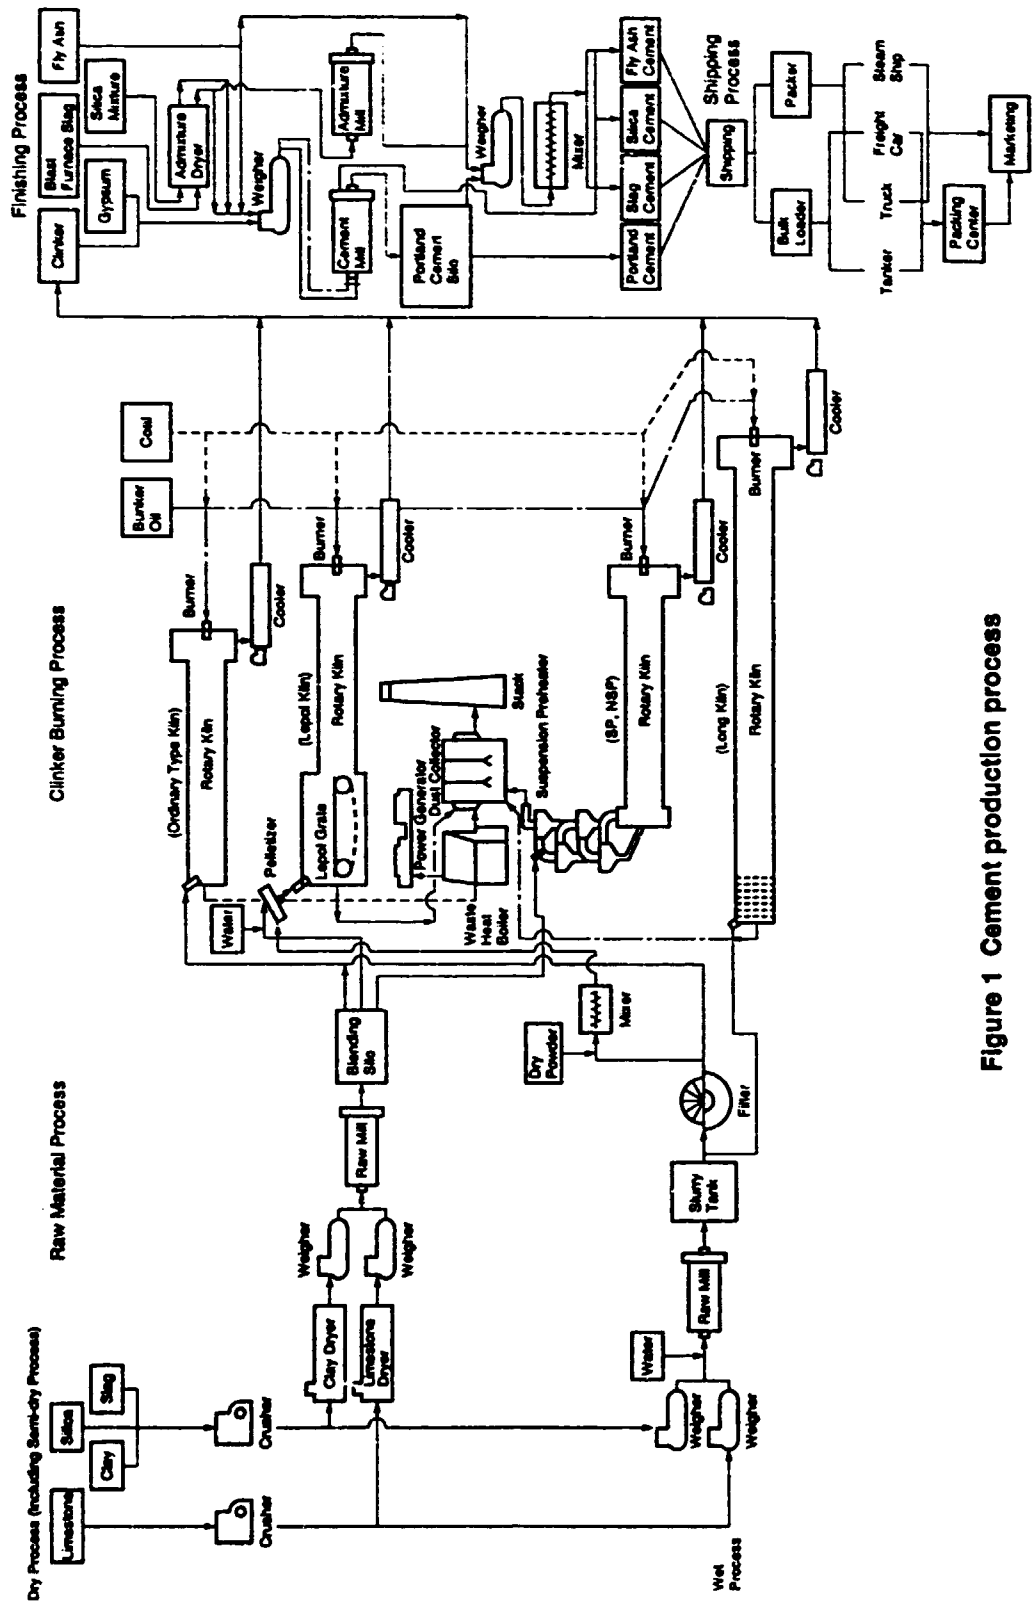 Dry Process (Including Semi-dry Process)
Raw Material Process
Clinker Burning Process
Finishing Process
Limestone
Clay
Silica
Slag
Crusher
Crusher
Clay Dryer
Limestone
Dryer
Weigher
Weigher
Raw Mill
Blending
Silo
Wet
Process
Weigher
Weigher
Water
Raw Mill
Slurry
Tank
Filter
Dry
Powder
Mixer
Water
Pelletizer
(Ordinary Type Kiln)
Rotary Kiln
Burner
Cooler
Bunker
Oil
Coal
(Lepol Kiln)
Lepol Grate
Rotary Kiln
Burner
Cooler
Power Generator
Dust Collector
Waste
Heat
Boiler
Stack
Suspension Preheater
(SP, NSP)
Rotary Kiln
Burner
Cooler
(Long Kiln)
Rotary Kiln
Burner
Cooler
Clinker
Gypsum
Blast
Furnace Slag
Silica
Mixture
Fly Ash
Admixture
Dryer
Weigher
Cement
Mill
Admixture
Mill
Portland
Cement
Silo
Weigher
Mixer
Portland
Cement
Slag
Cement
Silica
Cement
Fly Ash
Cement
Shipping
Process
Shipping
Bulk
Loader
Packer
Tanker
Truck
Freight
Car
Steam
Ship
Packing
Center
Marketing
Figure 1 Cement production process